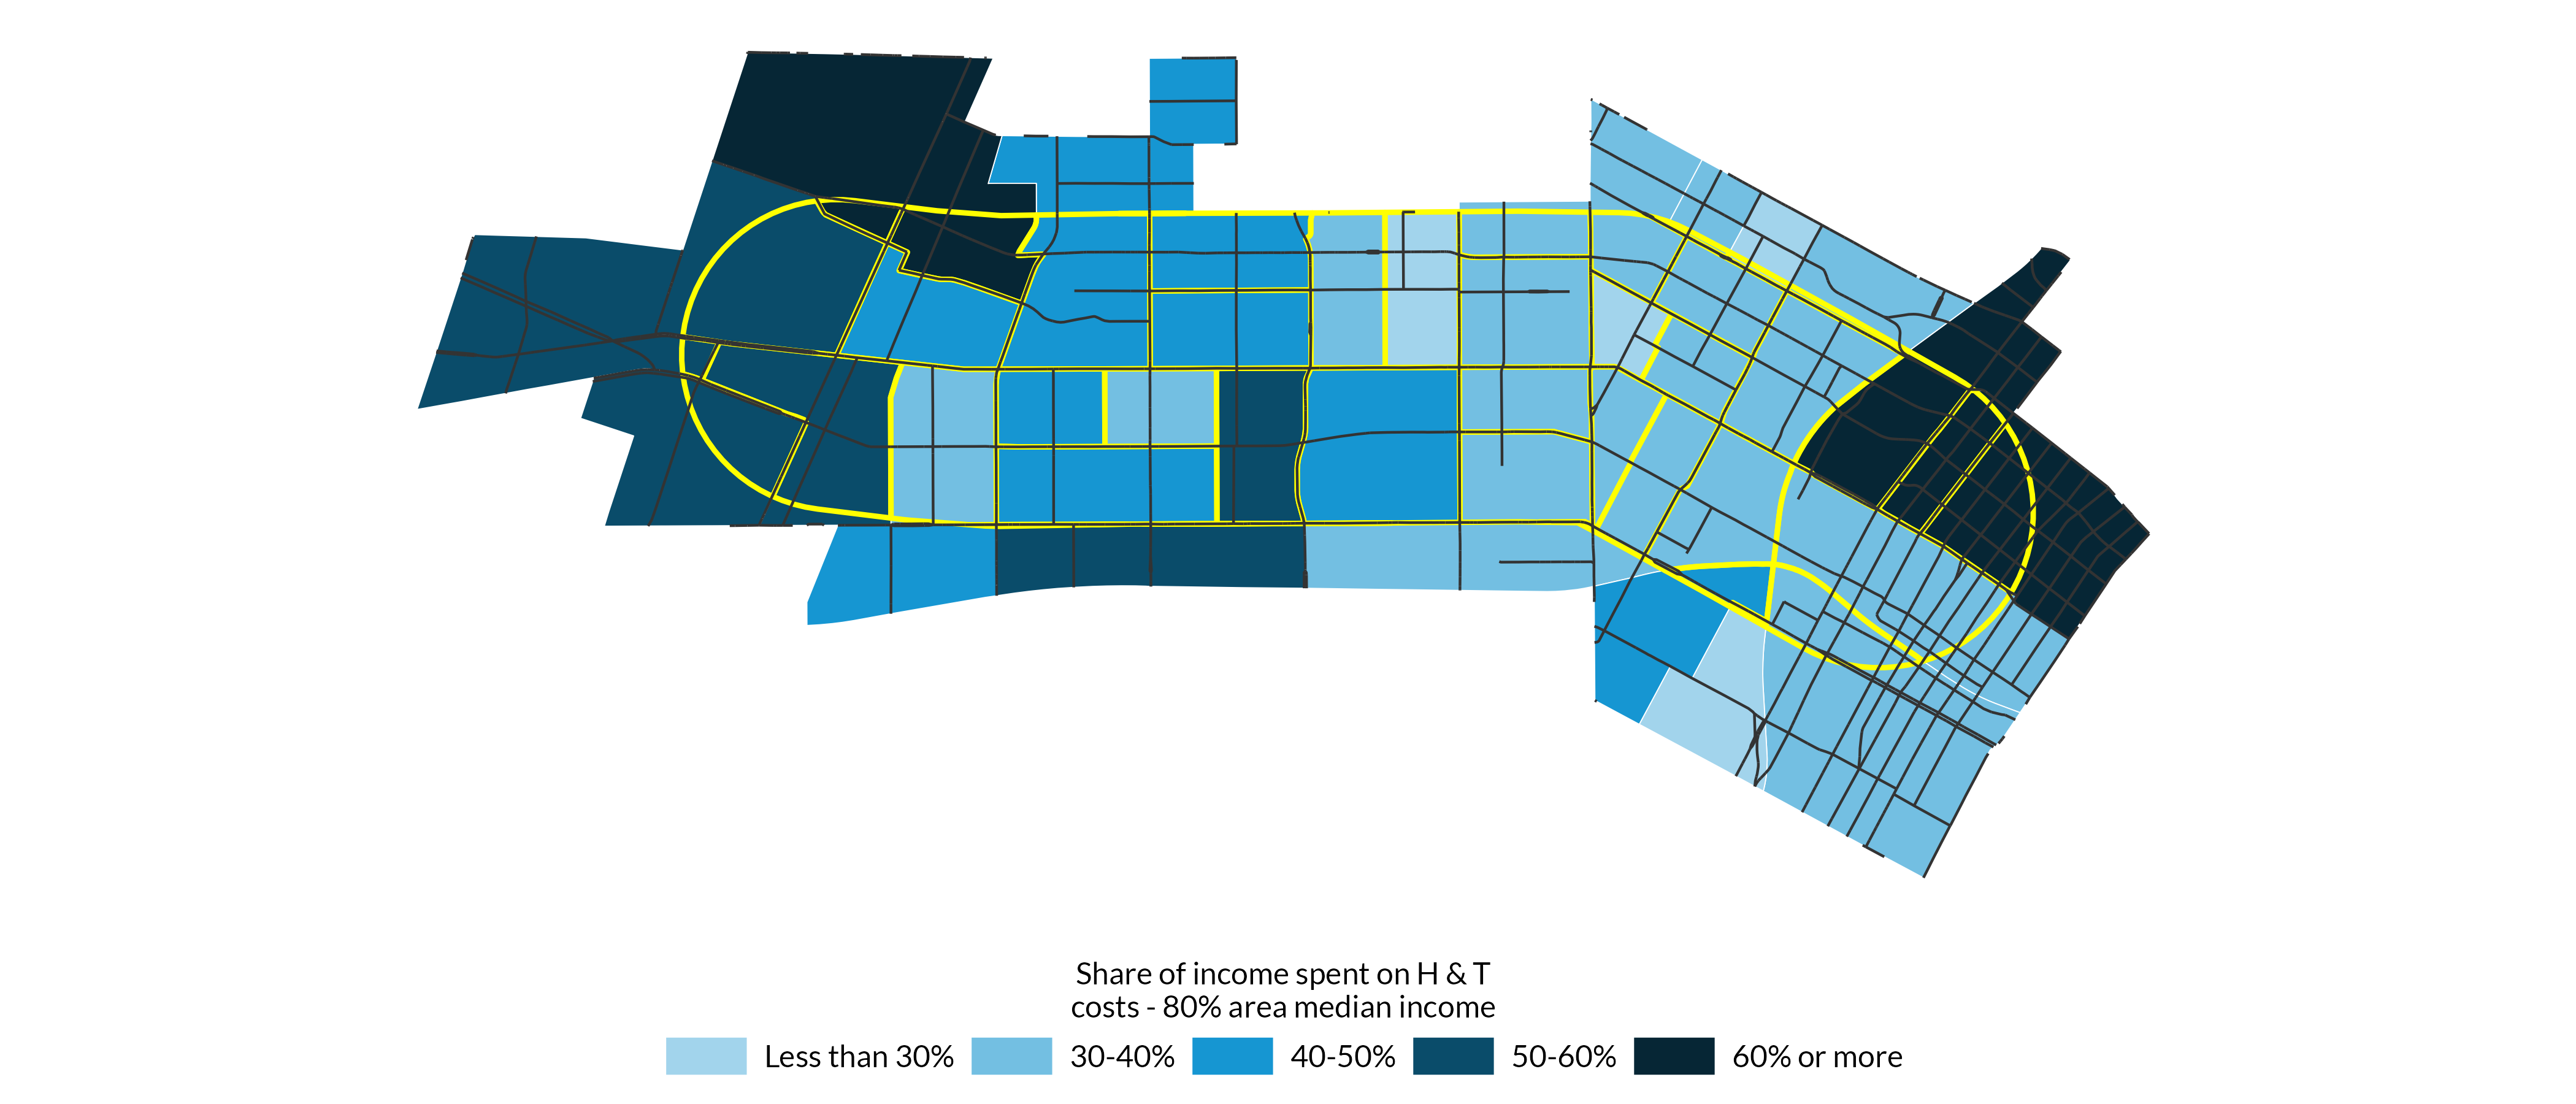 Share of income spent on H & T
costs - 80% area median income
Less than 30% 30-40% 40-50% 50-60% 60% or more